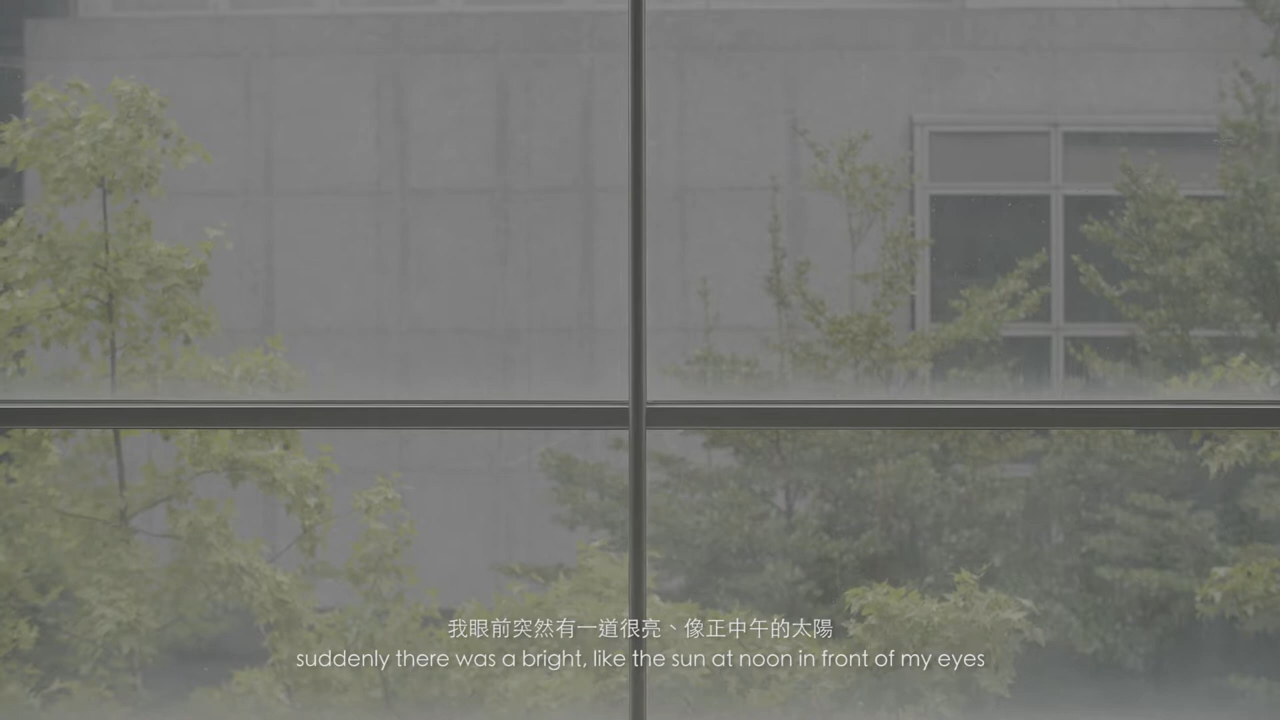 我眼前突然有一道很亮、像正中午的太陽
suddenly there was a bright, like the sun at noon in front of my eyes